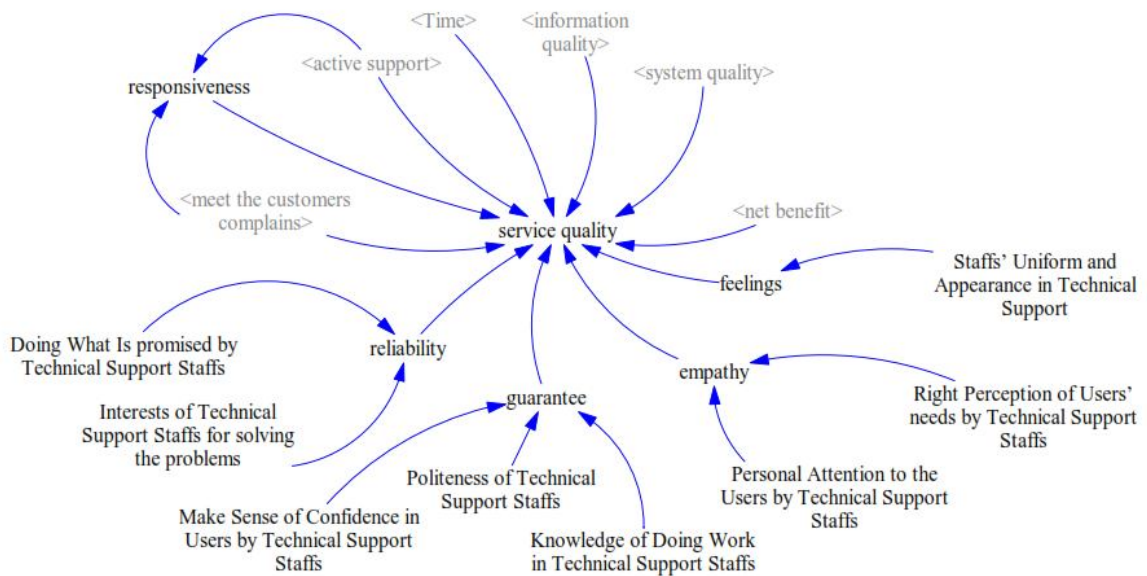 <Time>
<information
quality>
<active support>
<system quality>
responsiveness
<meet the customers
complains>
<net benefit>
service quality
feelings
Staffs' Uniform and
Appearance in Technical
Support
Doing What Is promised by
Technical Support Staffs
reliability
empathy
guarantee
Interests of Technical
Support Staffs for solving
the problems
Right Perception of Users'
needs by Technical Support
Staffs
Politeness of Technical
Support Staffs
Personal Attention to the
Users by Technical Support
Staffs
Make Sense of Confidence in
Users by Technical Support
Staffs
Knowledge of Doing Work
in Technical Support Staffs